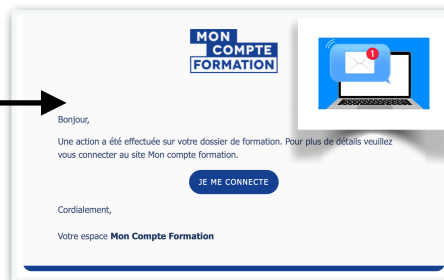 MON
COMPTE
FORMATION
1
Bonjour,
Une action a été effectuée sur votre dossier de formation. Pour plus de détails veuillez
vous connecter au site Mon compte formation.
JE ME CONNECTE
Cordialement,
Votre espace Mon Compte Formation